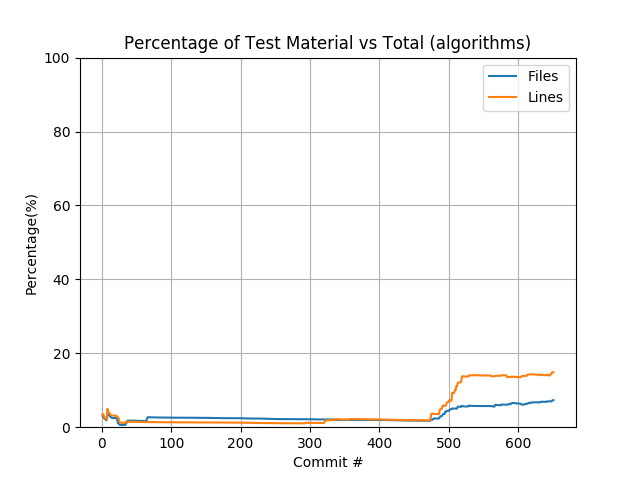 Percentage of Test Material vs Total (algorithms)
100
80
60
40
20
0
Percentage(%)
Files
Lines
0 100 200 300 400 500 600
Commit #